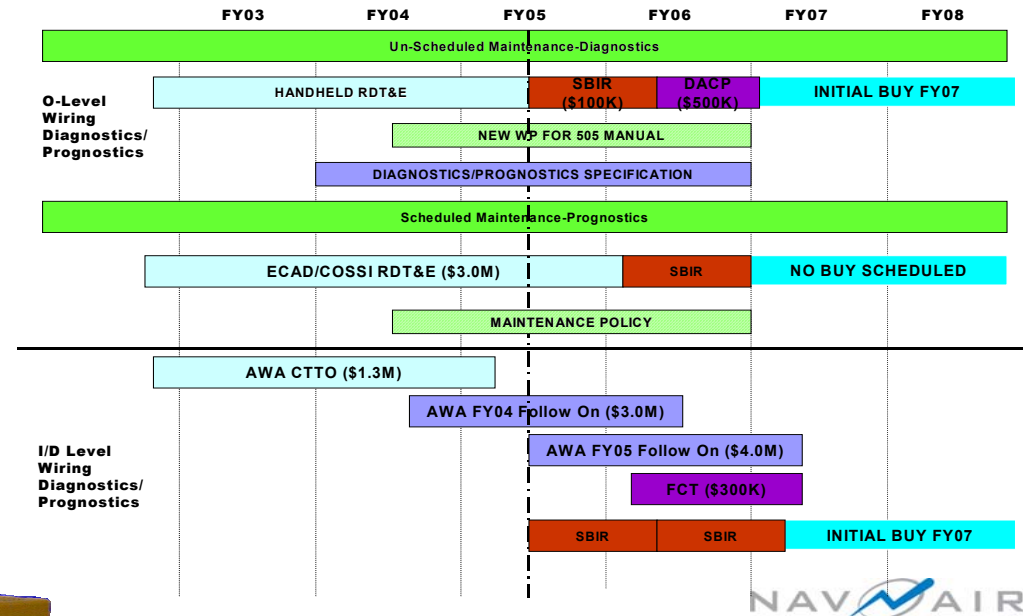 FY03 FY04 FY05 FY06 FY07 FY08
Un-Scheduled Maintenance-Diagnostics
O-Level
Wiring
Diagnostics/
Prognostics
HANDHELD RDT&E
SBIR
($100K)
DACP
($500K)
INITIAL BUY FY07
NEW WP FOR 505 MANUAL
DIAGNOSTICS/PROGNOSTICS SPECIFICATION
Scheduled Maintenance-Prognostics
ECAD/COSSI RDT&E ($3.0M)
SBIR
NO BUY SCHEDULED
MAINTENANCE POLICY
AWA CTTO ($1.3M)
AWA FY04 Follow On ($3.0M)
I/D Level
Wiring
Diagnostics/
Prognostics
AWA FY05 Follow On ($4.0M)
FCT ($300K)
SBIR
SBIR
INITIAL BUY FY07
NAVAIR